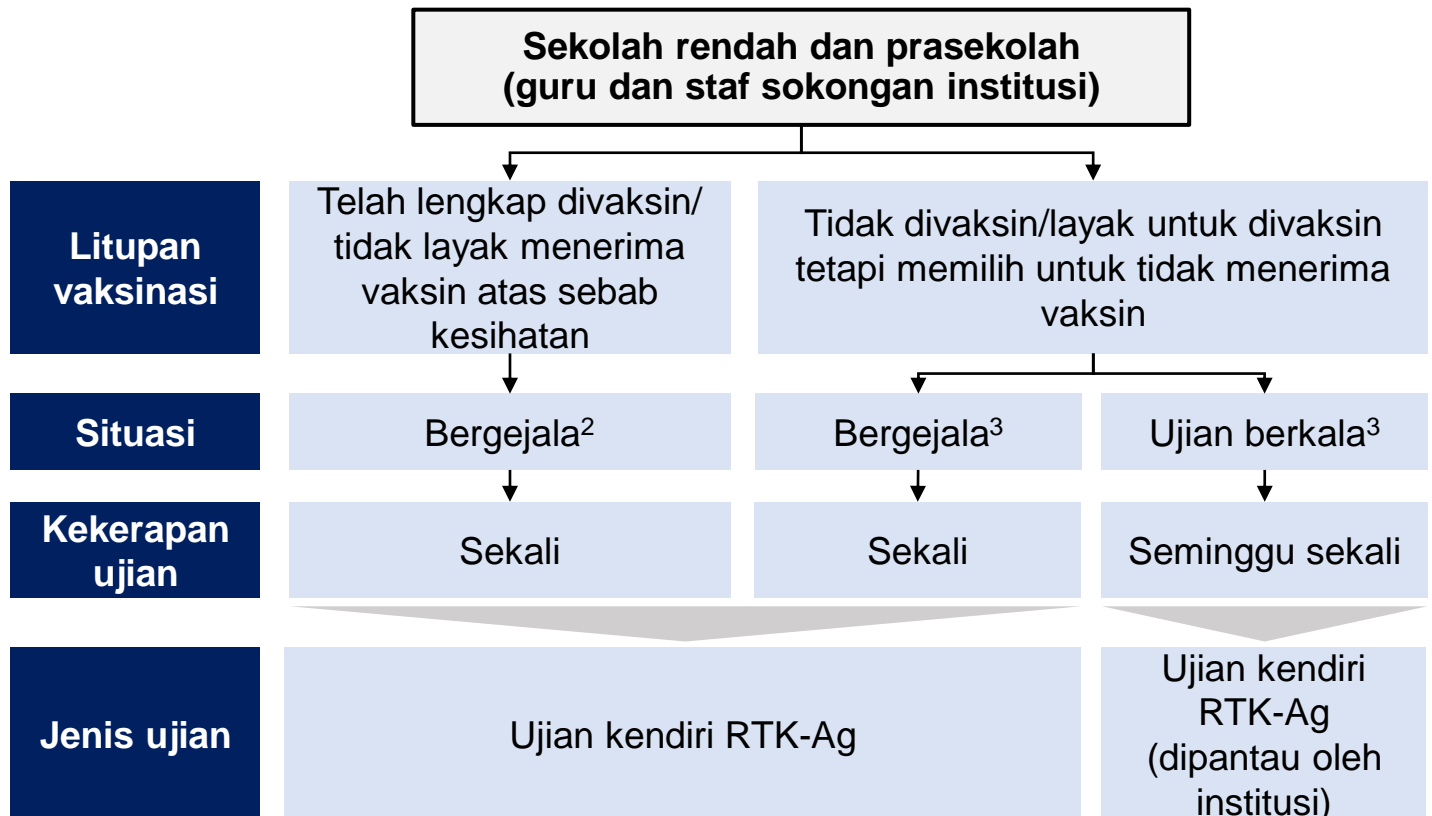 Sekolah rendah dan prasekolah
(guru dan staf sokongan institusi)
Litupan
vaksinasi
Telah lengkap divaksin/
tidak layak menerima
vaksin atas sebab
kesihatan
Tidak divaksin/layak untuk divaksin
tetapi memilih untuk tidak menerima
vaksin
Situasi
Bergejala²
Bergejala³
Ujian berkala³
Kekerapan
ujian
Sekali
Sekali
Seminggu sekali
Jenis ujian
Ujian kendiri RTK-Ag
Ujian kendiri
RTK-Ag
(dipantau oleh
institusi)